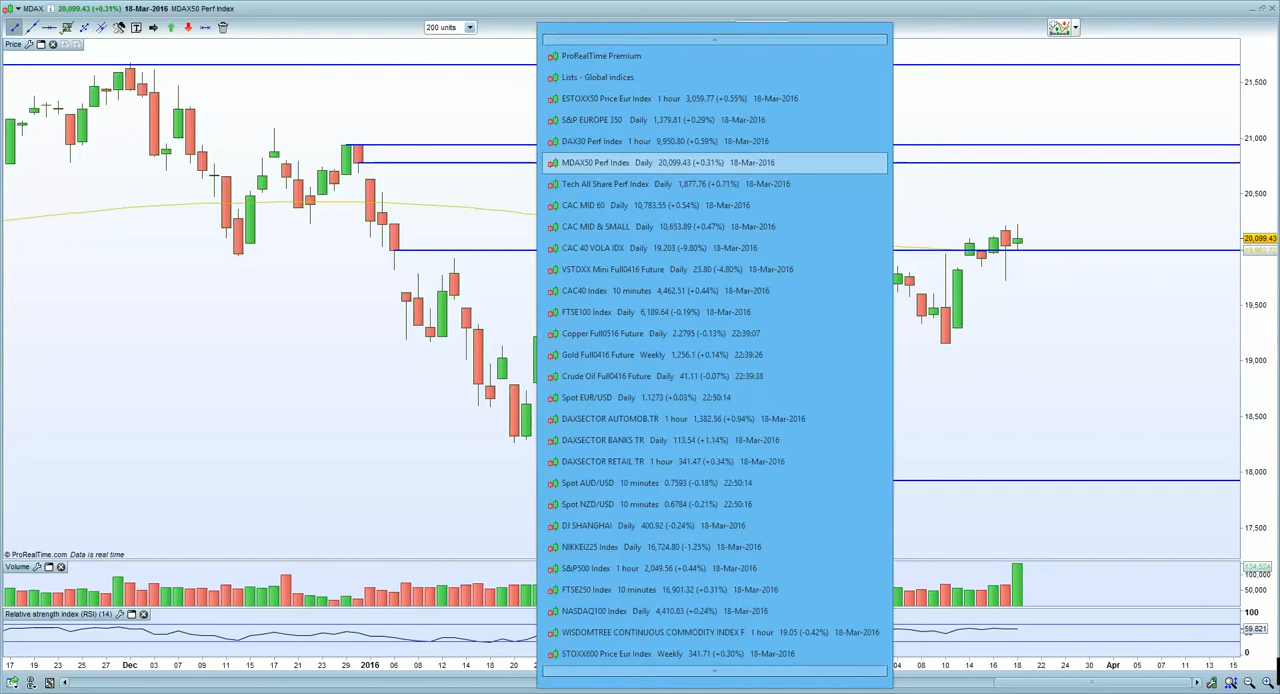 MDAX 20,099.43 (+0.31%) 18-Mar-2016 MDAX50 Perf Index
200 units
Price
ProRealTime Premium
Lists - Global indices
ESTOXX50 Price Eur Index 1 hour 3,059.77 (+0.55%) 18-Mar-2016
S&P EUROPE 350 Daily 1,379.81 (+0.29%) 18-Mar-2016
DAX30 Perf Index 1 hour 9,950.80 (+0.59%) 18-Mar-2016
MDAX50 Perf Index Daily 20,099.43 (+0.31%) 18-Mar-2016
Tech All Share Perf Index Daily 1,877.76 (+0.71%) 18-Mar-2016
CAC MID 60 Daily 10,783.55 (+0.54%) 18-Mar-2016
CAC MID & SMALL Daily 10,653.89 (+0.47%) 18-Mar-2016
CAC 40 VOLA IDX Daily 19.203 (-9.80%) 18-Mar-2016
VSTOXX Mini Full0416 Future Daily 23.80 (-4.80%) 18-Mar-2016
CAC40 Index 10 minutes 4,462.51 (+0.44%) 18-Mar-2016
FTSE100 Index Daily 6,189.64 (-0.19%) 18-Mar-2016
Copper Full0516 Future Daily 2.2795 (-0.13%) 22:39:07
Gold Full0416 Future Weekly 1,256.1 (+0.14%) 22:39:26
Crude Oil Full0416 Future Daily 41.11 (-0.07%) 22:39:38
Spot EUR/USD Daily 1.1273 (+0.03%) 22:50:14
DAXSECTOR AUTOMOB.TR 1 hour 1,382.56 (+0.94%) 18-Mar-2016
DAXSECTOR BANKS TR Daily 113.54 (+1.14%) 18-Mar-2016
DAXSECTOR RETAIL TR 1 hour 341.47 (+0.34%) 18-Mar-2016
Spot AUD/USD 10 minutes 0.7593 (-0.18%) 22:50:14
Spot NZD/USD 10 minutes 0.6784 (-0.21%) 22:50:16
DJ SHANGHAI Daily 400.92 (-0.24%) 18-Mar-2016
NIKKEI225 Index Daily 16,724.80 (-1.25%) 18-Mar-2016
S&P500 Index 1 hour 2,049.56 (+0.44%) 18-Mar-2016
FTSE250 Index 10 minutes 16,901.32 (+0.31%) 18-Mar-2016
NASDAQ100 Index Daily 4,410.83 (+0.24%) 18-Mar-2016
WISDOMTREE CONTINUOUS COMMODITY INDEX F 1 hour 19.05 (-0.42%) 18-Mar-2016
STOXX600 Price Eur Index Weekly 341.71 (+0.30%) 18-Mar-2016
21,500
21,000
20,500
20,099.43
19,500
19,000
18,500
18,000
17,500
© ProRealTime.com Data is real time
Volume
100,000
50,000
Relative strength index (RSI) (14)
100
59.821
0
17 19 23 25 27 Dec 03 07 09 11 15 17 21 23 29 2016 06 08 12 14 18 20 04 08 10 14 16 18 22 24 29 Apr 05 07 11 13 15